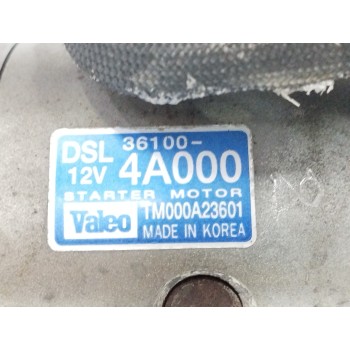 DSL 36100-
12V 4A000
STARTER MOTOR
Valeo TM000A23601
MADE IN KOREA